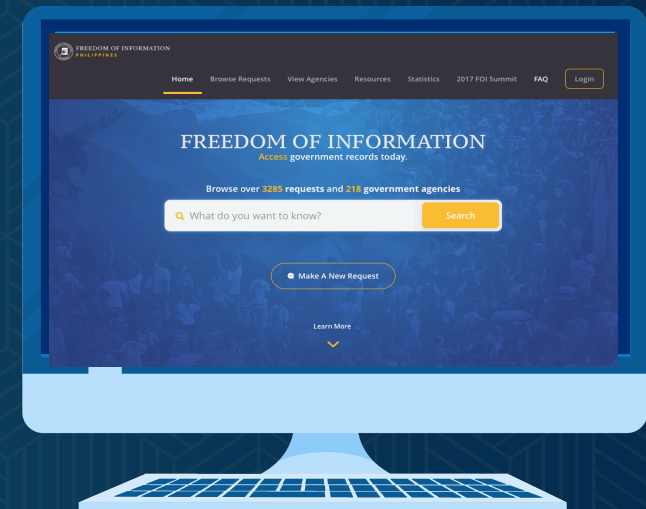 FREEDOM OF INFORMATION
PHILIPPINES
Home Browse Requests View Agencies Resources Statistics 2017 FOI Summit FAQ Login
FREEDOM OF INFORMATION
Access government records today.
Browse over 3285 requests and 218 government agencies
What do you want to know? Search
Make A New Request
Learn More